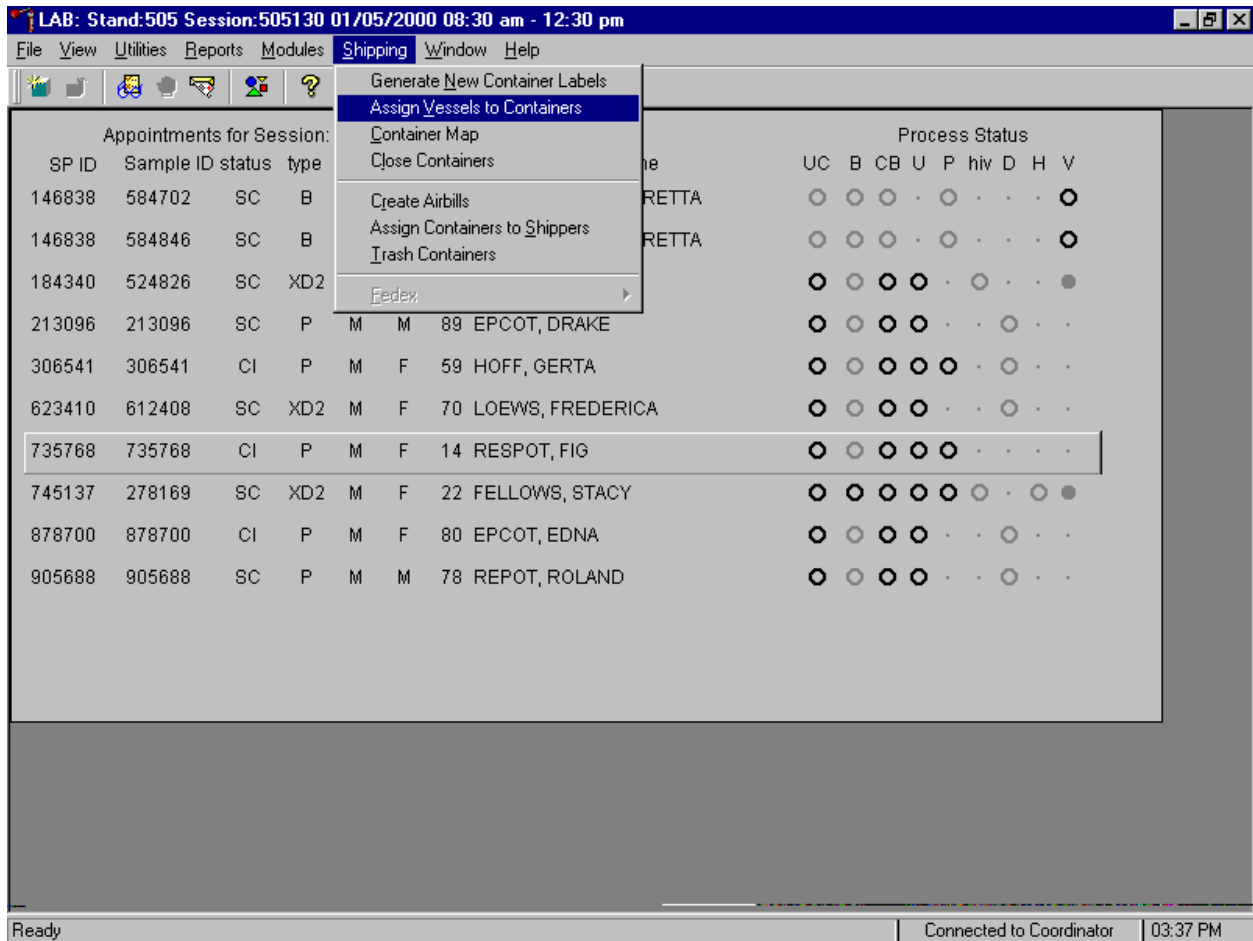 LAB: Stand:505 Session:505130 01/05/2000 08:30 am - 12:30 pm
File View Utilities Reports Modules Shipping Window Help
Generate New Container Labels
Assign Vessels to Containers
Container Map
Close Containers
Create Airbills
Assign Containers to Shippers
Trash Containers
Fedex
Appointments for Session: Process Status
SP ID Sample ID status type ne UC B CB U P hiv D H V
146838 584702 SC B RETTA
146838 584846 SC B RETTA
184340 524826 SC XD2
213096 213096 SC P M M 89 EPCOT, DRAKE
306541 306541 CI P M F 59 HOFF, GERTA
623410 612408 SC XD2 M F 70 LOEWS, FREDERICA
735768 735768 CI P M F 14 RESPOT, FIG
745137 278169 SC XD2 M F 22 FELLOWS, STACY
878700 878700 CI P M F 80 EPCOT, EDNA
905688 905688 SC P M M 78 REPOT, ROLAND
Ready Connected to Coordinator 03:37 PM